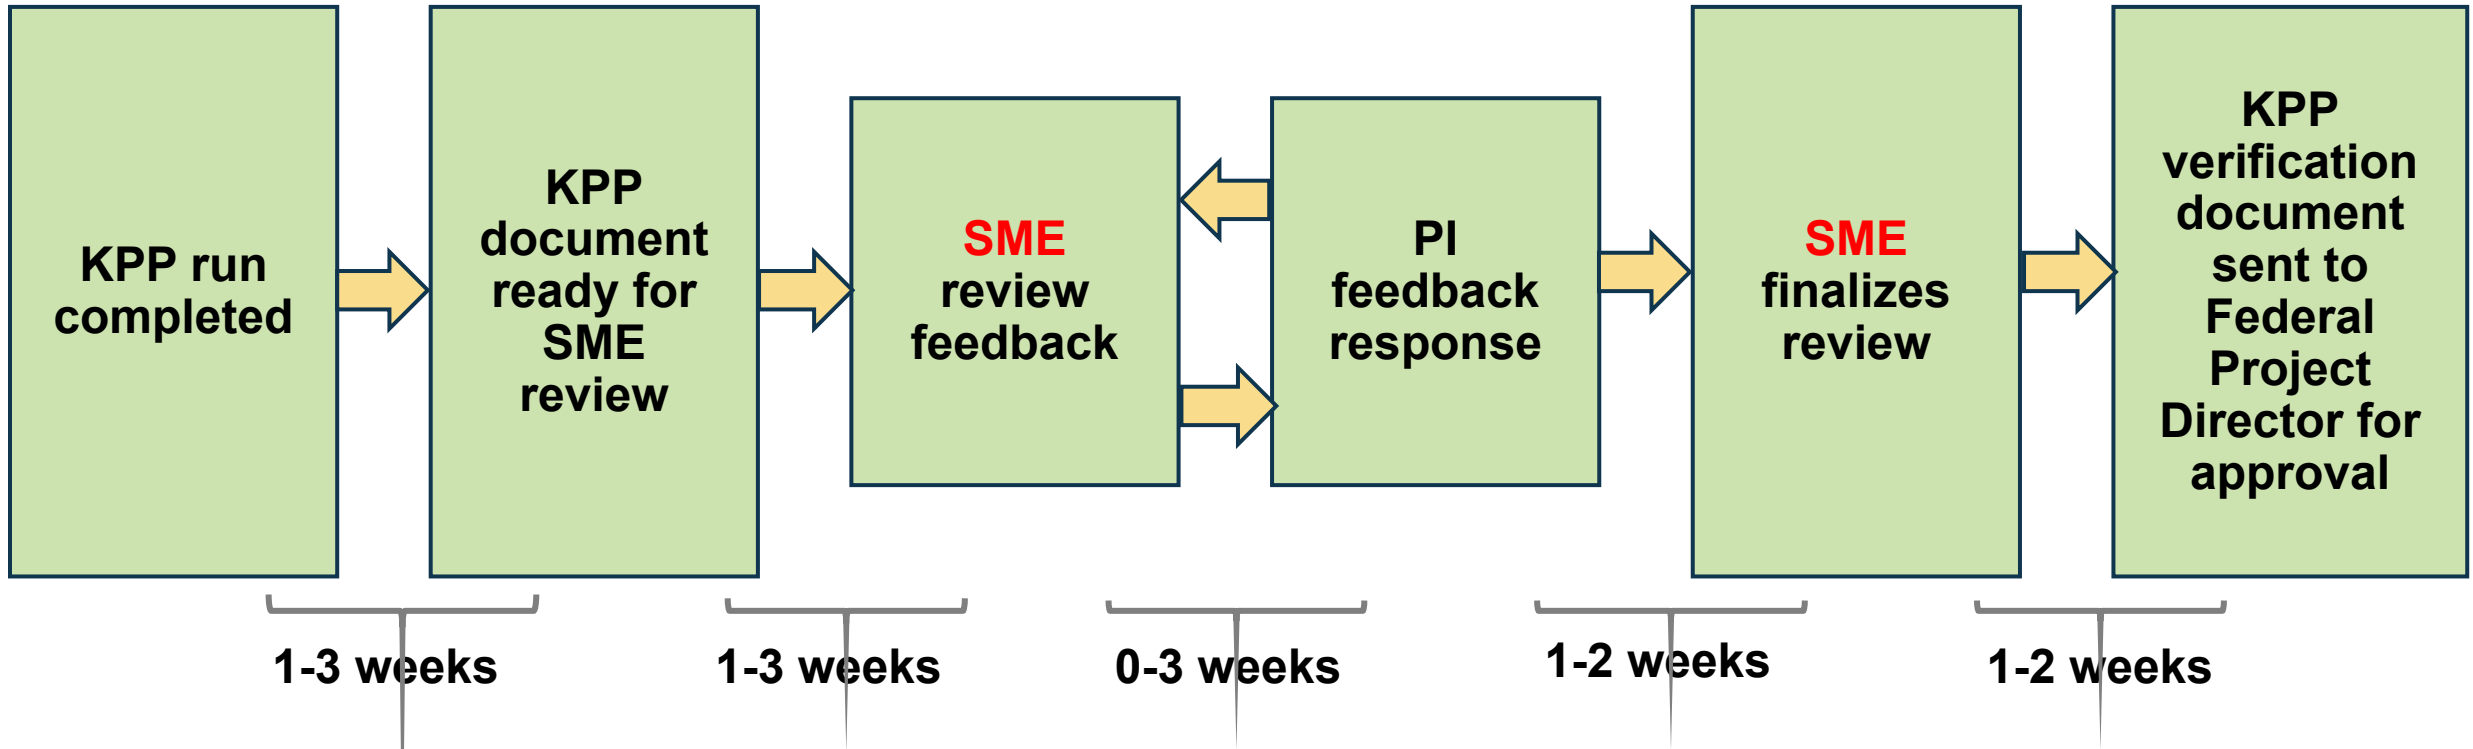 KPP run
completed
KPP
document
ready for
SME
review
SME
review
feedback
PI
feedback
response
SME
finalizes
review
KPP
verification
document
sent to
Federal
Project
Director for
approval
1-3 weeks
1-3 weeks
0-3 weeks
1-2 weeks
1-2 weeks